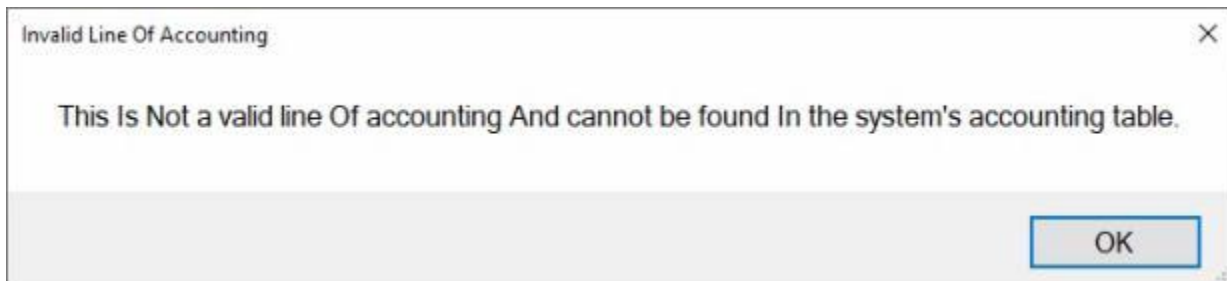 Invalid Line Of Accounting
This Is Not a valid line Of accounting And cannot be found In the system's accounting table.
OK